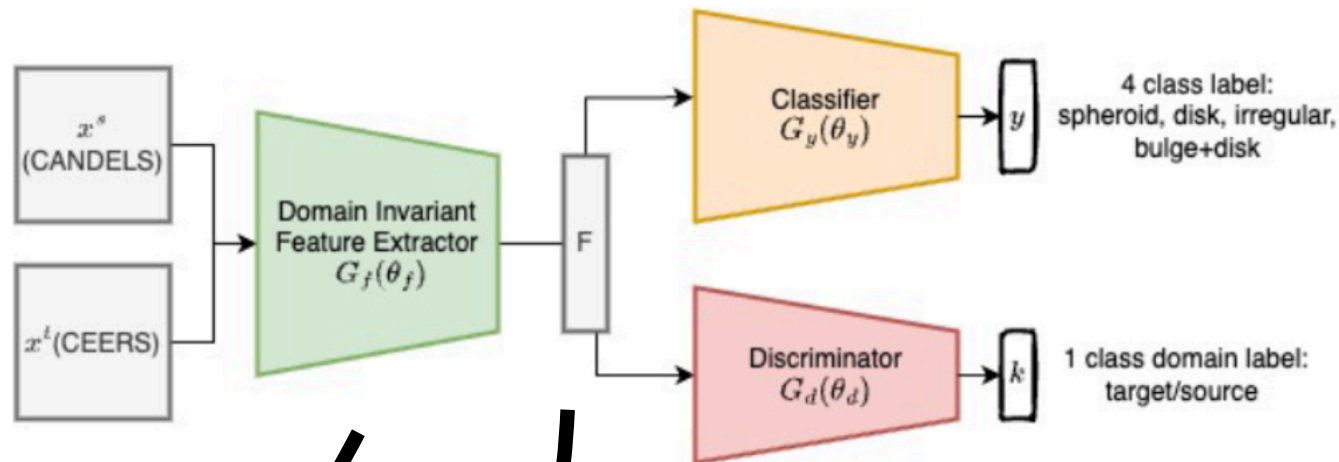 x^s
(CANDELS)
x^t(CEERS)
Domain Invariant
Feature Extractor
G_f(θ_f)
F
Classifier
G_y(θ_y)
y
4 class label:
spheroid, disk, irregular,
bulge+disk
Discriminator
G_d(θ_d)
k
1 class domain label:
target/source